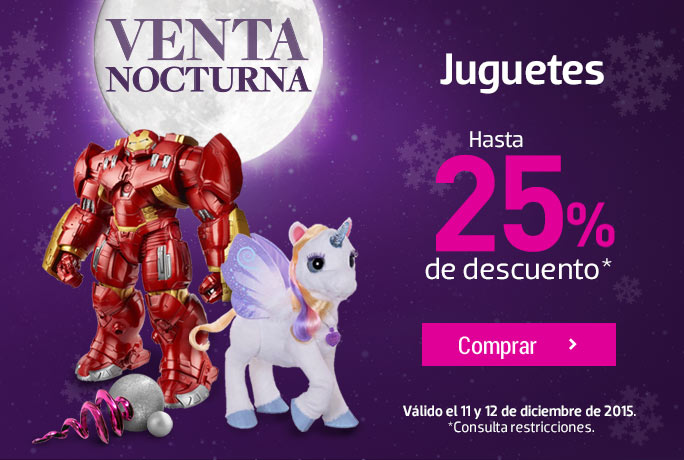 VENTA
NOCTURNA
Juguetes
Hasta
25%
de descuento*
Comprar >
Válido el 11 y 12 de diciembre de 2015.
*Consulta restricciones.